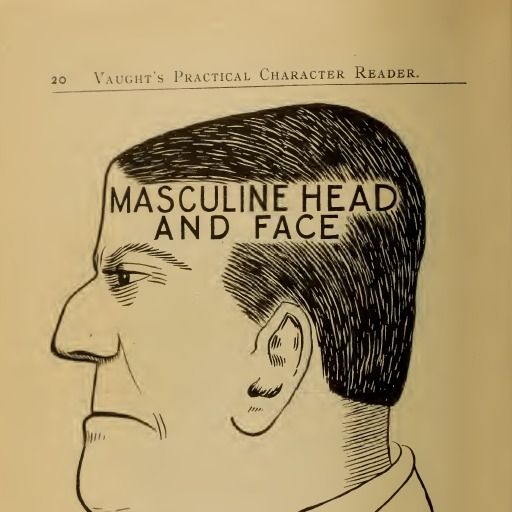 20 VAUGHT'S PRACTICAL CHARACTER READER.
MASCULINE HEAD
AND FACE